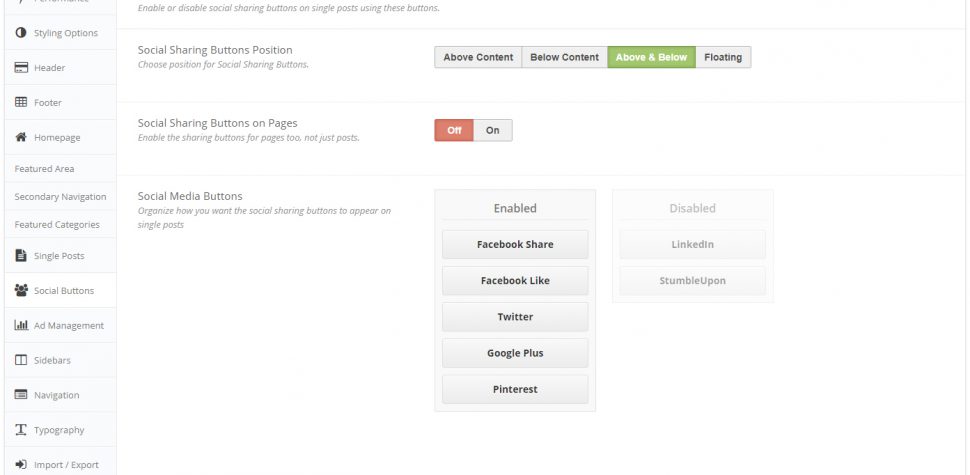 Performance
Enable or disable social sharing buttons on single posts using these buttons.
Styling Options
Social Sharing Buttons Position
Choose position for Social Sharing Buttons.
Above Content
Below Content
Above & Below
Floating
Header
Footer
Homepage
Social Sharing Buttons on Pages
Enable the sharing buttons for pages too, not just posts.
Off
On
Featured Area
Secondary Navigation
Featured Categories
Single Posts
Social Buttons
Ad Management
Sidebars
Navigation
Typography
Import / Export
Social Media Buttons
Organize how you want the social sharing buttons to appear on
single posts
Enabled
Facebook Share
Facebook Like
Twitter
Google Plus
Pinterest
Disabled
LinkedIn
StumbleUpon